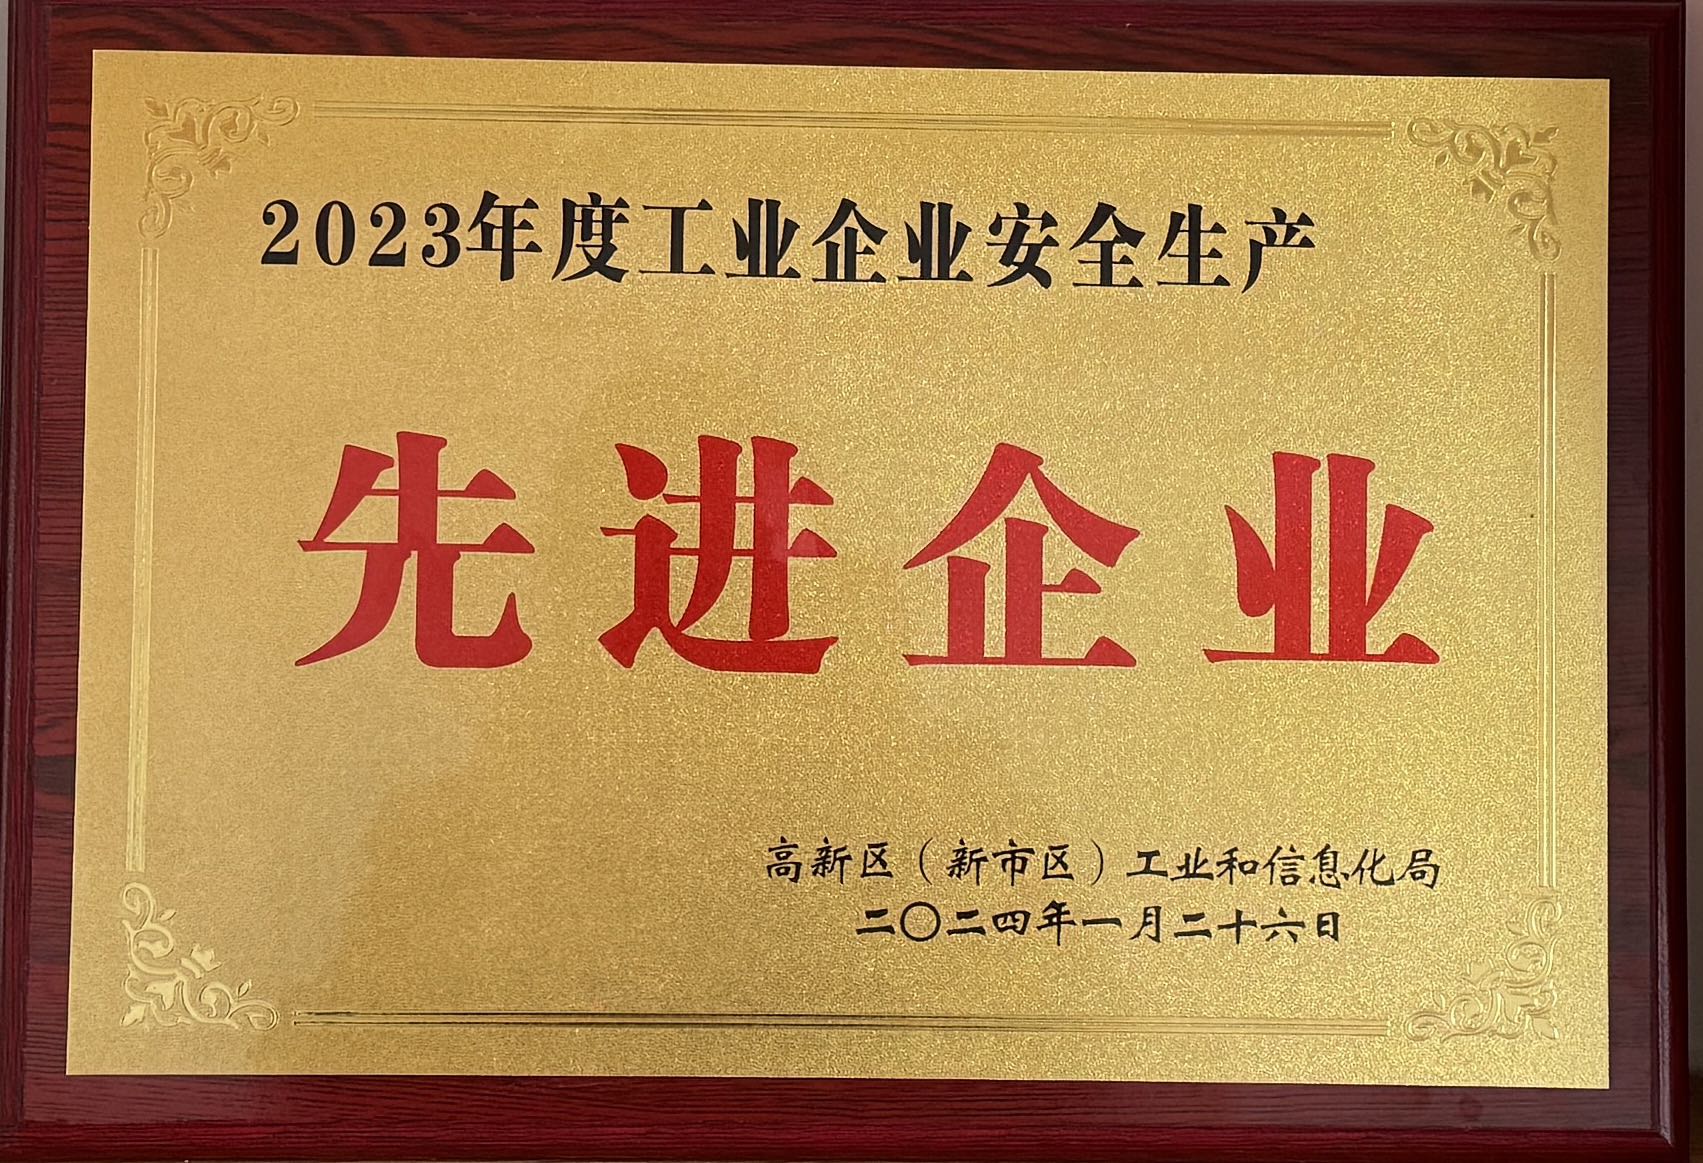 2023年度工业企业安全生产
先进企业
高新区（新市区）工业和信息化局
二〇二四年一月二十六日